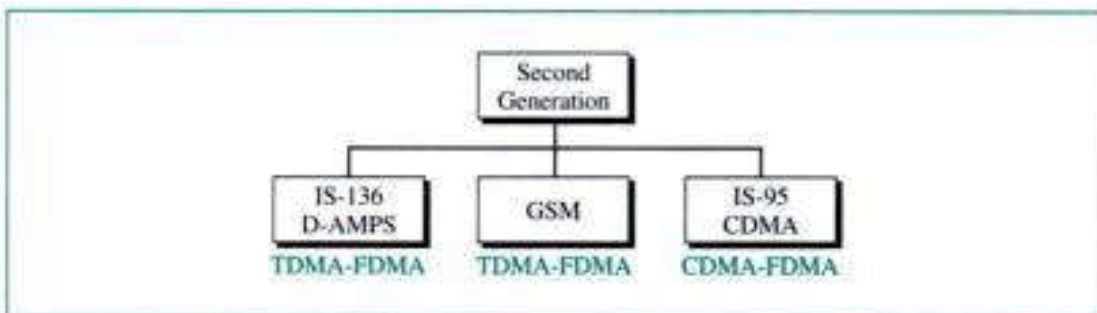 Second
Generation
IS-136
D-AMPS
GSM
IS-95
CDMA
TDMA-FDMA
TDMA-FDMA
CDMA-FDMA